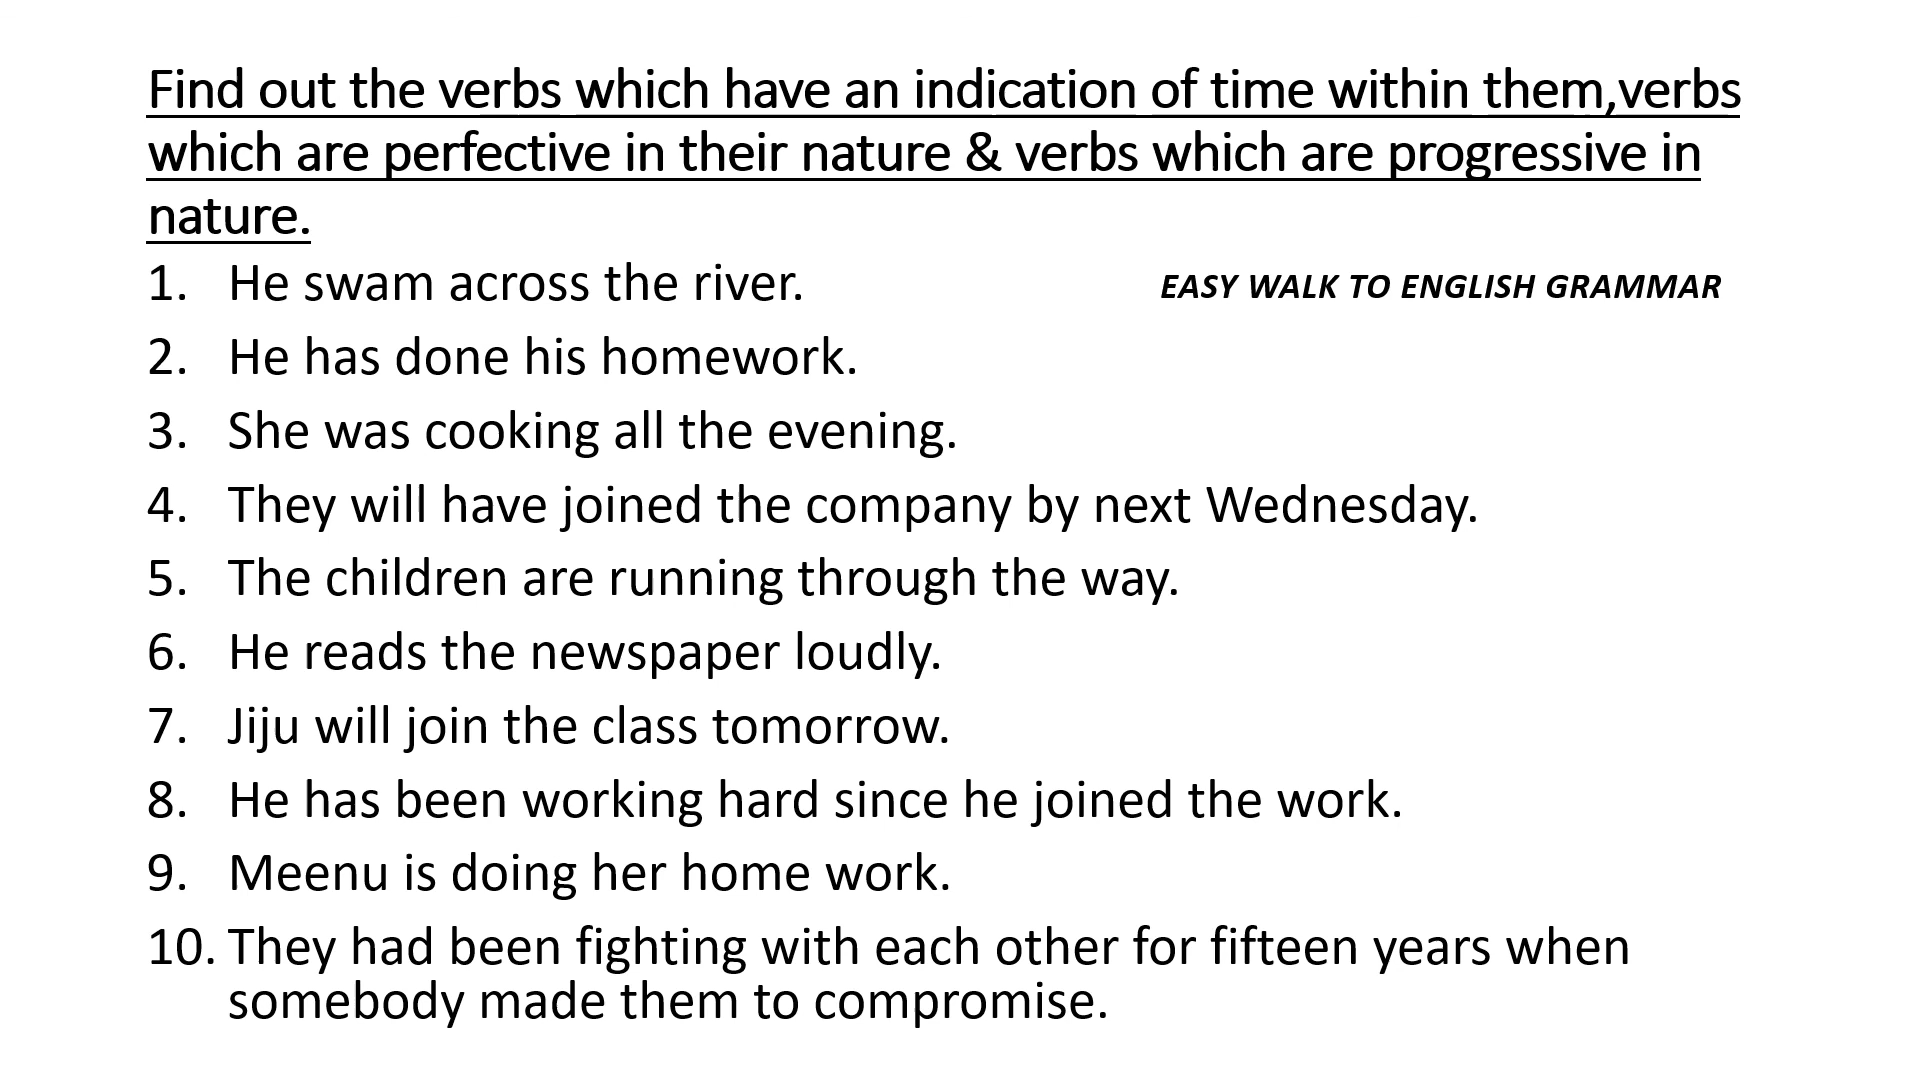 Find out the verbs which have an indication of time within them,verbs
which are perfective in their nature & verbs which are progressive in
nature.
1. He swam across the river.
EASY WALK TO ENGLISH GRAMMAR
2. He has done his homework.
3. She was cooking all the evening.
4. They will have joined the company by next Wednesday.
5. The children are running through the way.
6. He reads the newspaper loudly.
7. Jiju will join the class tomorrow.
8. He has been working hard since he joined the work.
9. Meenu is doing her home work.
10. They had been fighting with each other for fifteen years when
somebody made them to compromise.